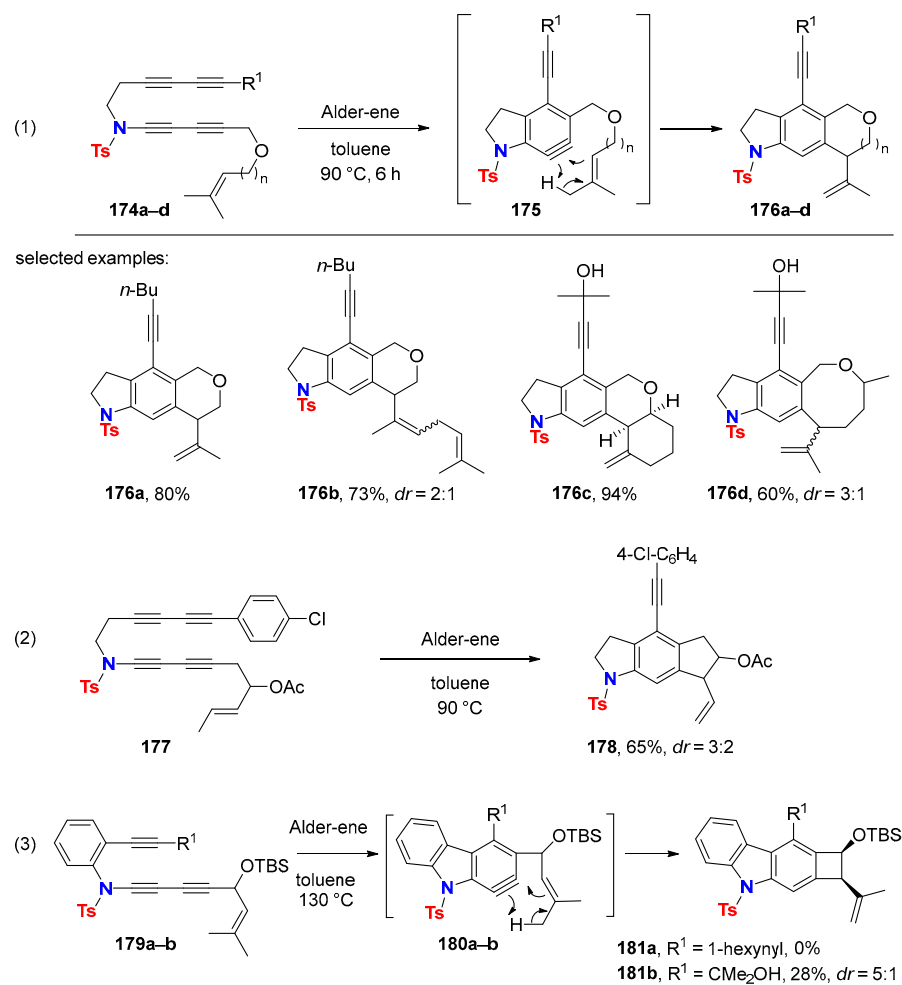 (1)
R¹
N
Ts
O
n
174a–d
Alder-ene
toluene
90 °C, 6 h
R¹
O
n
N
Ts
H
175
R¹
O
n
N
Ts
176a–d
selected examples:
n-Bu
O
N
Ts
176a, 80%
n-Bu
O
N
Ts
176b, 73%, dr = 2:1
OH
O
N
Ts
H
H
176c, 94%
OH
O
N
Ts
176d, 60%, dr = 3:1
(2)
Cl
N
Ts
OAc
177
Alder-ene
toluene
90 °C
4-Cl-C₆H₄
OAc
N
Ts
178, 65%, dr = 3:2
(3)
R¹
OTBS
N
Ts
179a–b
Alder-ene
toluene
130 °C
R¹
OTBS
N
Ts
H
180a–b
R¹
OTBS
N
Ts
181a, R¹ = 1-hexynyl, 0%
181b, R¹ = CMe₂OH, 28%, dr = 5:1